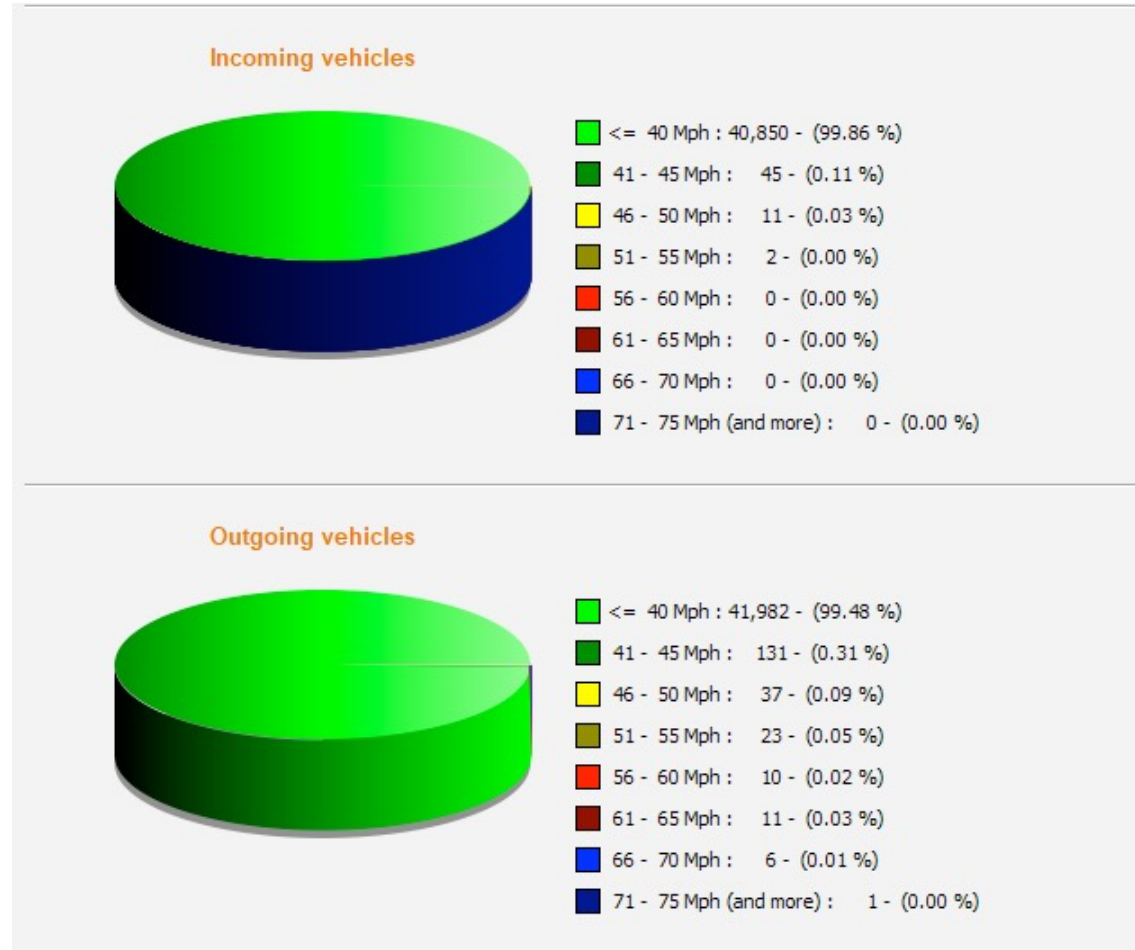 Incoming vehicles
<= 40 Mph : 40,850 - (99.86 %)
41 - 45 Mph : 45 - (0.11 %)
46 - 50 Mph : 11 - (0.03 %)
51 - 55 Mph : 2 - (0.00 %)
56 - 60 Mph : 0 - (0.00 %)
61 - 65 Mph : 0 - (0.00 %)
66 - 70 Mph : 0 - (0.00 %)
71 - 75 Mph (and more) : 0 - (0.00 %)
Outgoing vehicles
<= 40 Mph : 41,982 - (99.48 %)
41 - 45 Mph : 131 - (0.31 %)
46 - 50 Mph : 37 - (0.09 %)
51 - 55 Mph : 23 - (0.05 %)
56 - 60 Mph : 10 - (0.02 %)
61 - 65 Mph : 11 - (0.03 %)
66 - 70 Mph : 6 - (0.01 %)
71 - 75 Mph (and more) : 1 - (0.00 %)